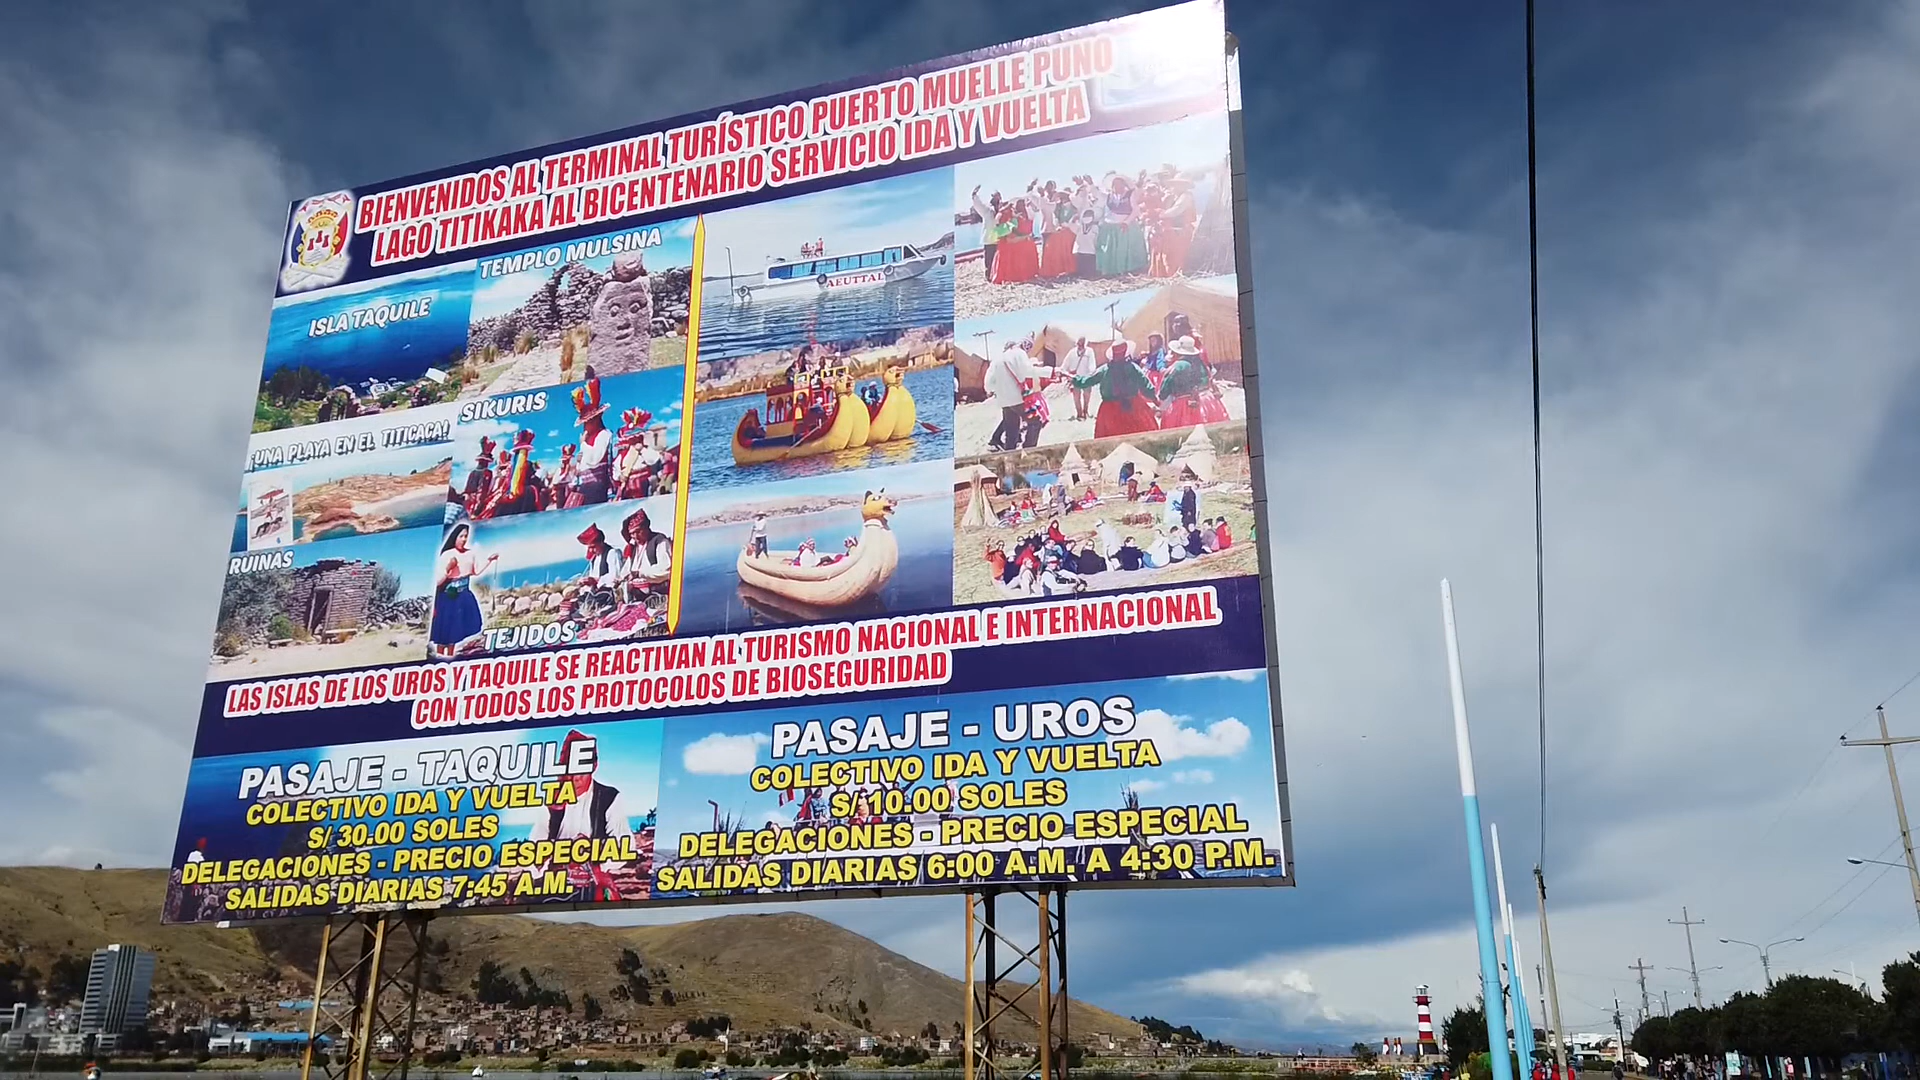 BIENVENIDOS AL TERMINAL TURÍSTICO PUERTO MUELLE PUNO
LAGO TITIKAKA AL BICENTENARIO SERVICIO IDA Y VUELTA
ISLA TAQUILE
TEMPLO MULSINA
AEUTTAL
¡UNA PLAYA EN EL TITICACA!
SIKURIS
RUINAS
TEJIDOS
LAS ISLAS DE LOS UROS Y TAQUILE SE REACTIVAN AL TURISMO NACIONAL E INTERNACIONAL
CON TODOS LOS PROTOCOLOS DE BIOSEGURIDAD
PASAJE - TAQUILE
COLECTIVO IDA Y VUELTA
S/ 30.00 SOLES
DELEGACIONES - PRECIO ESPECIAL
SALIDAS DIARIAS 7:45 A.M.
PASAJE - UROS
COLECTIVO IDA Y VUELTA
S/ 10.00 SOLES
DELEGACIONES - PRECIO ESPECIAL
SALIDAS DIARIAS 6:00 A.M. A 4:30 P.M.